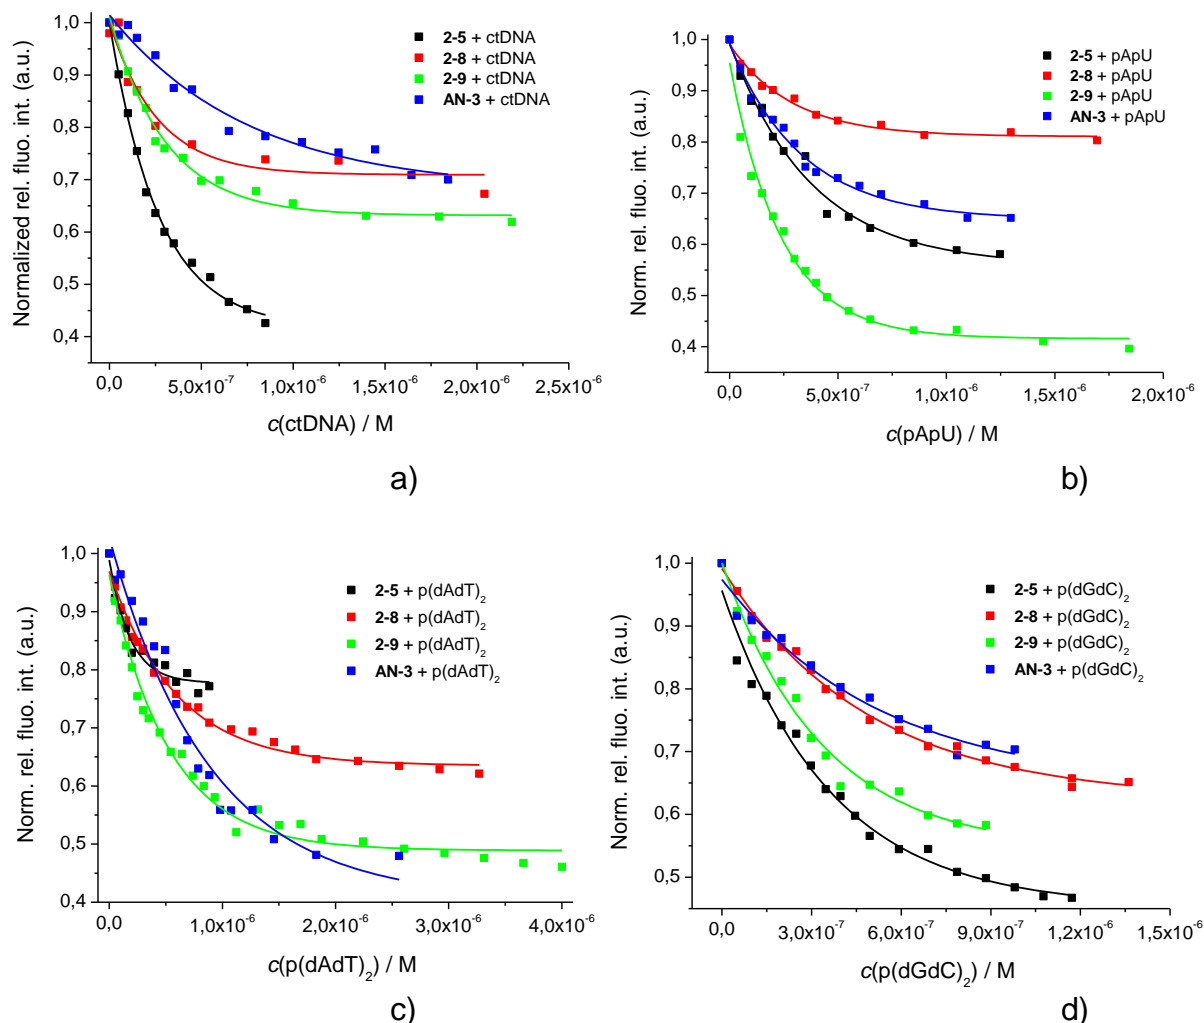 1,0
0,9
0,8
0,7
0,6
0,5
0,4
Normalized rel. fluo. int. (a.u.)
2-5 + ctDNA
2-8 + ctDNA
2-9 + ctDNA
AN-3 + ctDNA
0,0 5,0x10⁻⁷ 1,0x10⁻⁶ 1,5x10⁻⁶ 2,0x10⁻⁶ 2,5x10⁻⁶
c(ctDNA) / M
a)
1,0
0,9
0,8
0,7
0,6
0,5
0,4
Norm. rel. fluo. int. (a.u.)
2-5 + pApU
2-8 + pApU
2-9 + pApU
AN-3 + pApU
0,0 5,0x10⁻⁷ 1,0x10⁻⁶ 1,5x10⁻⁶ 2,0x10⁻⁶
c(pApU) / M
b)
1,0
0,9
0,8
0,7
0,6
0,5
0,4
Norm. rel. fluo. int. (a.u.)
2-5 + p(dAdT)₂
2-8 + p(dAdT)₂
2-9 + p(dAdT)₂
AN-3 + p(dAdT)₂
0,0 1,0x10⁻⁶ 2,0x10⁻⁶ 3,0x10⁻⁶ 4,0x10⁻⁶
c(p(dAdT)₂) / M
c)
1,0
0,9
0,8
0,7
0,6
0,5
Norm. rel. fluo. int. (a.u.)
2-5 + p(dGdC)₂
2-8 + p(dGdC)₂
2-9 + p(dGdC)₂
AN-3 + p(dGdC)₂
0,0 3,0x10⁻⁷ 6,0x10⁻⁷ 9,0x10⁻⁷ 1,2x10⁻⁶ 1,5x10⁻⁶
c(p(dGdC)₂) / M
d)